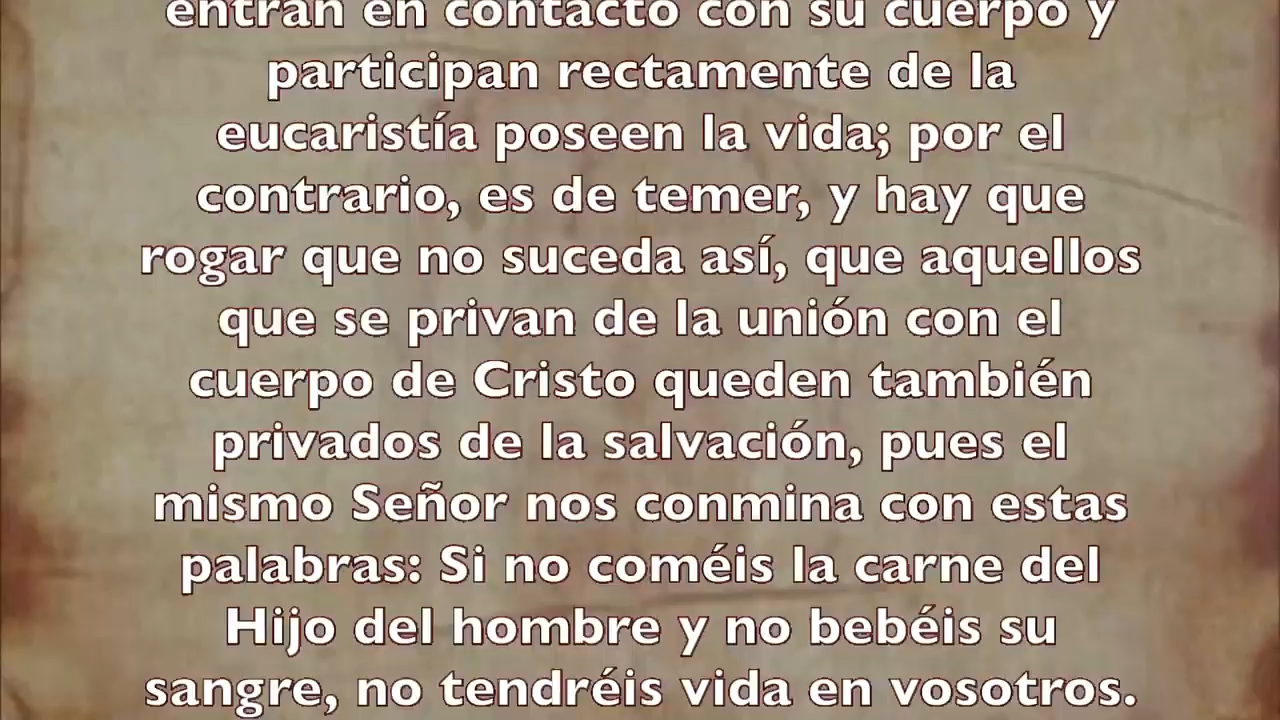 entran en contacto con su cuerpo y
participan rectamente de la
eucaristía poseen la vida; por el
contrario, es de temer, y hay que
rogar que no suceda así, que aquellos
que se privan de la unión con el
cuerpo de Cristo queden también
privados de la salvación, pues el
mismo Señor nos conmina con estas
palabras: Si no coméis la carne del
Hijo del hombre y no bebéis su
sangre, no tendréis vida en vosotros.